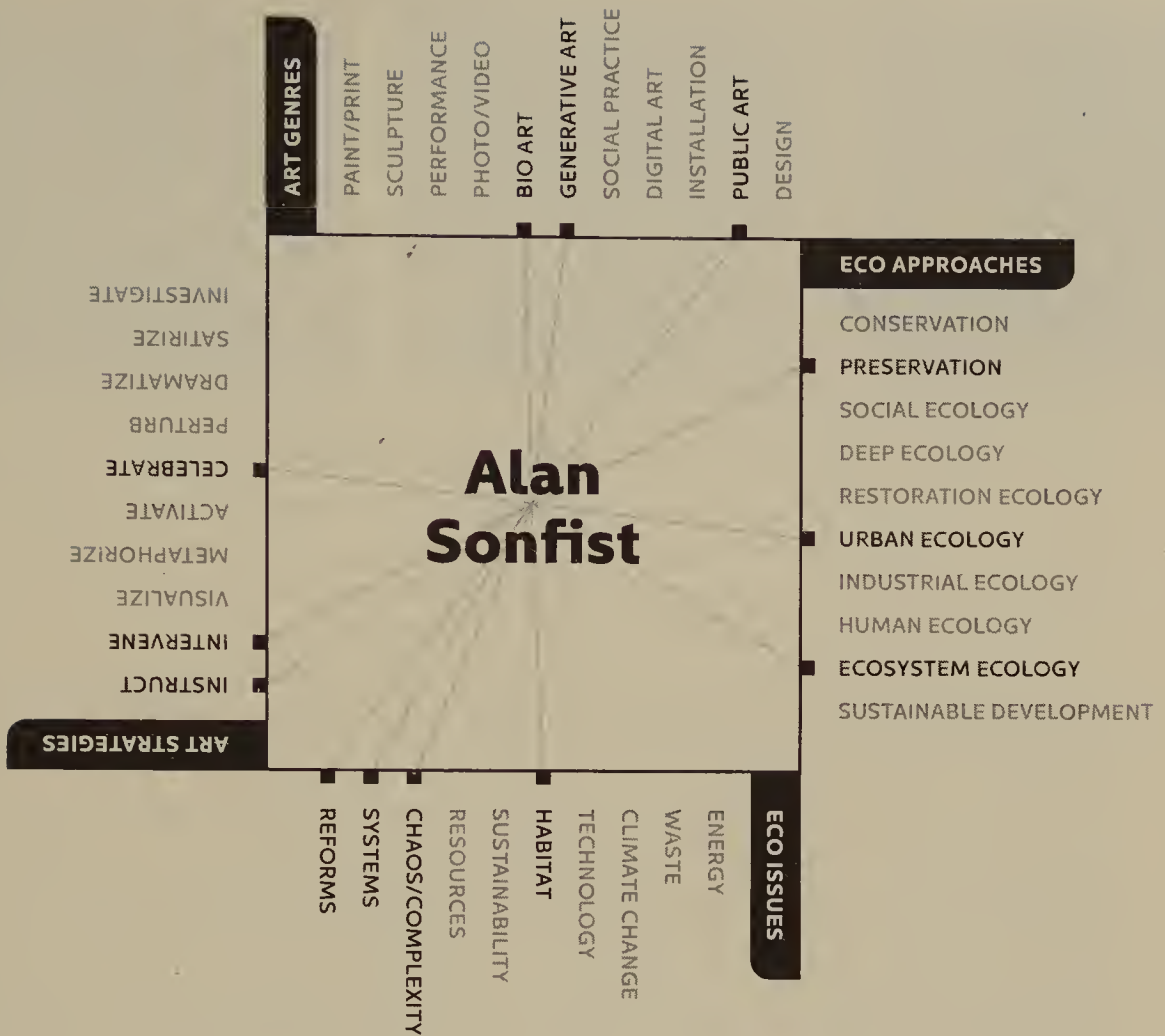 ART GENRES
PAINT/PRINT
SCULPTURE
PERFORMANCE
PHOTO/VIDEO
BIO ART
GENERATIVE ART
SOCIAL PRACTICE
DIGITAL ART
INSTALLATION
PUBLIC ART
DESIGN
ECO APPROACHES
CONSERVATION
PRESERVATION
SOCIAL ECOLOGY
DEEP ECOLOGY
RESTORATION ECOLOGY
URBAN ECOLOGY
INDUSTRIAL ECOLOGY
HUMAN ECOLOGY
ECOSYSTEM ECOLOGY
SUSTAINABLE DEVELOPMENT
ECO ISSUES
ENERGY
WASTE
CLIMATE CHANGE
TECHNOLOGY
HABITAT
SUSTAINABILITY
RESOURCES
CHAOS/COMPLEXITY
SYSTEMS
REFORMS
ART STRATEGIES
INSTRUCT
INTERVENE
VISUALIZE
METAPHORIZE
ACTIVATE
CELEBRATE
PERTURB
DRAMATIZE
SATIRIZE
INVESTIGATE
Alan
Sonfist